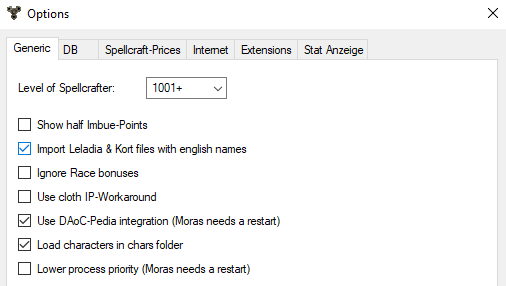 Options
Generic DB Spellcraft-Prices Internet Extensions Stat Anzeige
Level of Spellcrafter: 1001+
Show half Imbue-Points
Import Leladia & Kort files with english names
Ignore Race bonuses
Use cloth IP-Workaround
Use DAoC-Pedia integration (Moras needs a restart)
Load characters in chars folder
Lower process priority (Moras needs a restart)